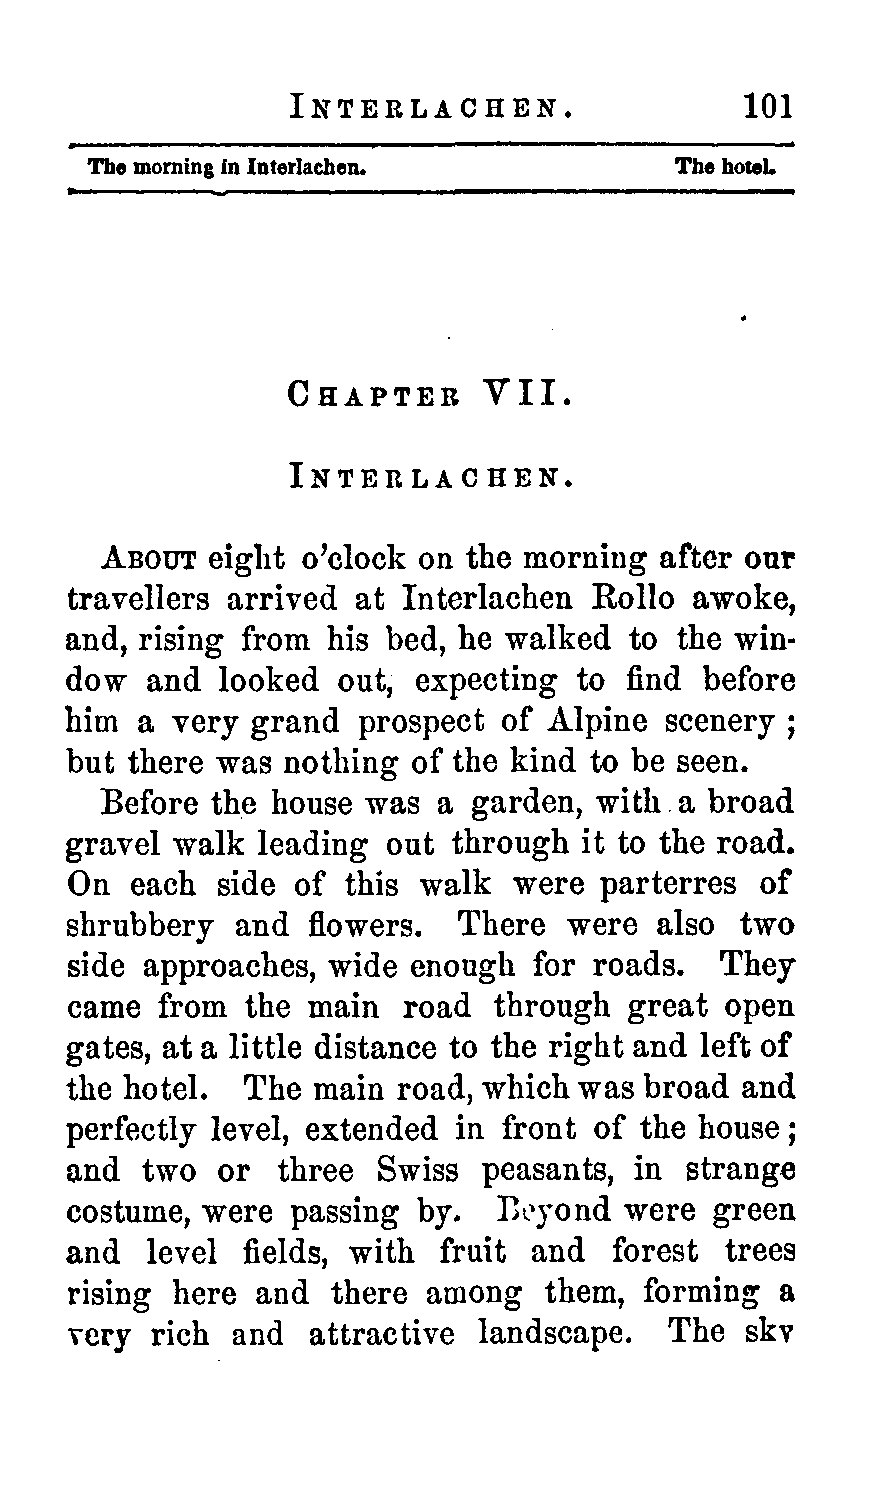 INTERLACHEN. 101
The morning in Interlachen. The hotel.
CHAPTER VII.
INTERLACHEN.
ABOUT eight o'clock on the morning after our
travellers arrived at Interlachen Rollo awoke,
and, rising from his bed, he walked to the win-
dow and looked out, expecting to find before
him a very grand prospect of Alpine scenery ;
but there was nothing of the kind to be seen.
Before the house was a garden, with a broad
gravel walk leading out through it to the road.
On each side of this walk were parterres of
shrubbery and flowers. There were also two
side approaches, wide enough for roads. They
came from the main road through great open
gates, at a little distance to the right and left of
the hotel. The main road, which was broad and
perfectly level, extended in front of the house ;
and two or three Swiss peasants, in strange
costume, were passing by. Beyond were green
and level fields, with fruit and forest trees
rising here and there among them, forming a
very rich and attractive landscape. The sky